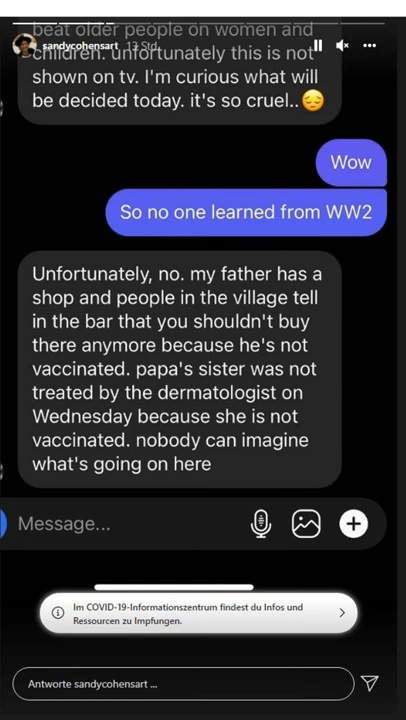 beat older people on women and
sandycohensart 13 Std.
children. unfortunately this is not
shown on tv. I'm curious what will
be decided today. it's so cruel..😔
Wow
So no one learned from WW2
Unfortunately, no. my father has a
shop and people in the village tell
in the bar that you shouldn't buy
there anymore because he's not
vaccinated. papa's sister was not
treated by the dermatologist on
Wednesday because she is not
vaccinated. nobody can imagine
what's going on here
Message...
Im COVID-19-Informationszentrum findest du Infos und
Ressourcen zu Impfungen.
Antworte sandycohensart ...